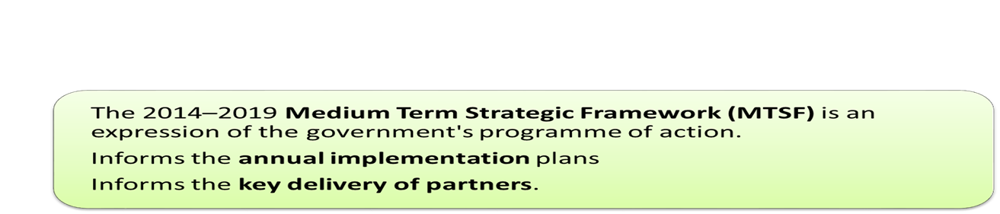 The 2014–2019 Medium Term Strategic Framework (MTSF) is an
expression of the government's programme of action.
Informs the annual implementation plans
Informs the key delivery of partners.